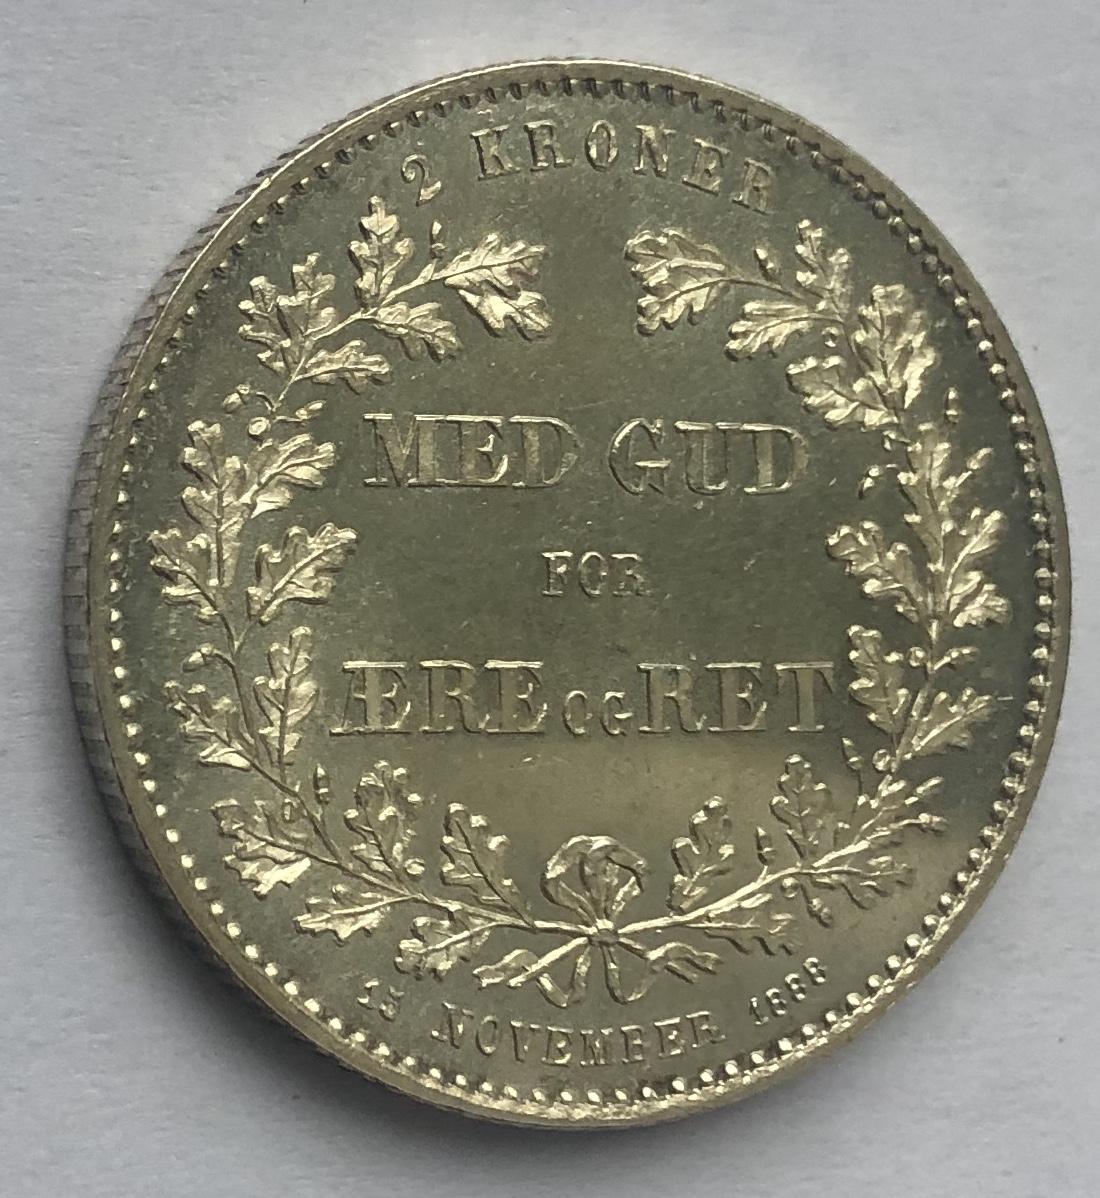 2 KRONER
MED GUD
FOR
ÆRE OG RET
15 NOVEMBER 1888